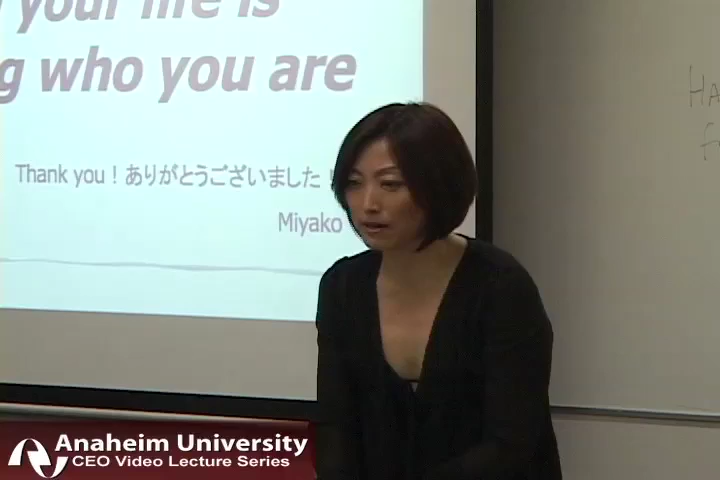 your life is
who you are
Thank you！ありがとうございました！
Miyako
HA
Anaheim University
CEO Video Lecture Series